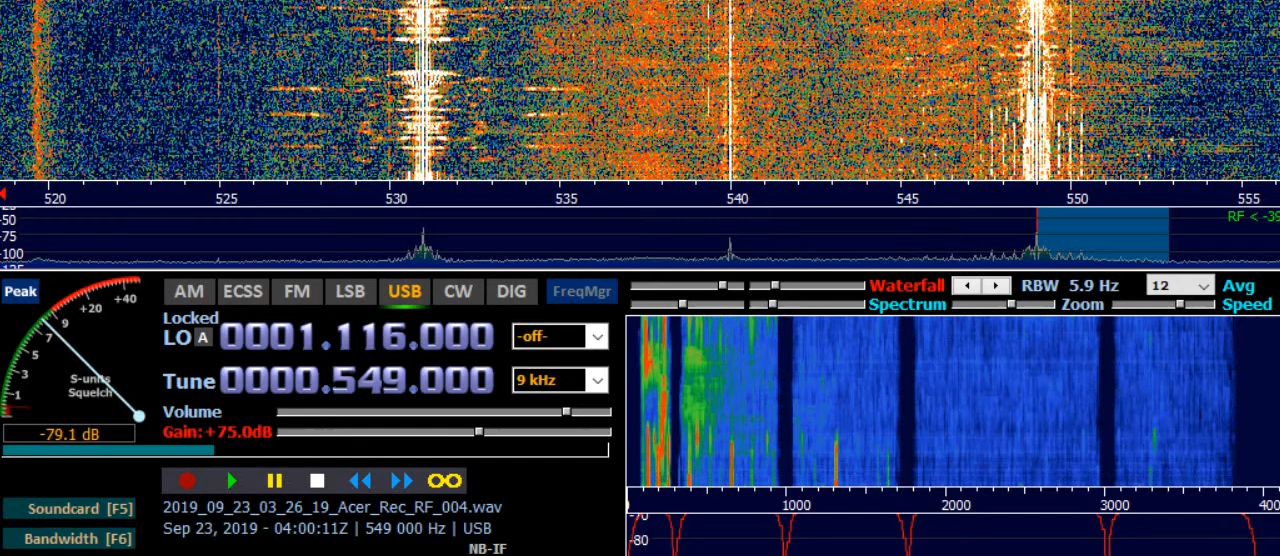 520 525 530 535 540 545 550 555
-50
-75
-100
RF < -39
Peak
+40
+20
9
7
5
3
1
S-units
Squelch
-79.1 dB
AM ECSS FM LSB USB CW DIG FreqMgr
Locked
LO A 0001.116.000 -off-
Tune 0000.549.000 9 kHz
Volume
Gain:+75.0dB
Waterfall RBW 5.9 Hz 12 Avg
Spectrum Zoom Speed
Soundcard [F5]
Bandwidth [F6]
2019_09_23_03_26_19_Acer_Rec_RF_004.wav
Sep 23, 2019 - 04:00:11Z | 549 000 Hz | USB
NB-IF
0 1000 2000 3000 400
-80